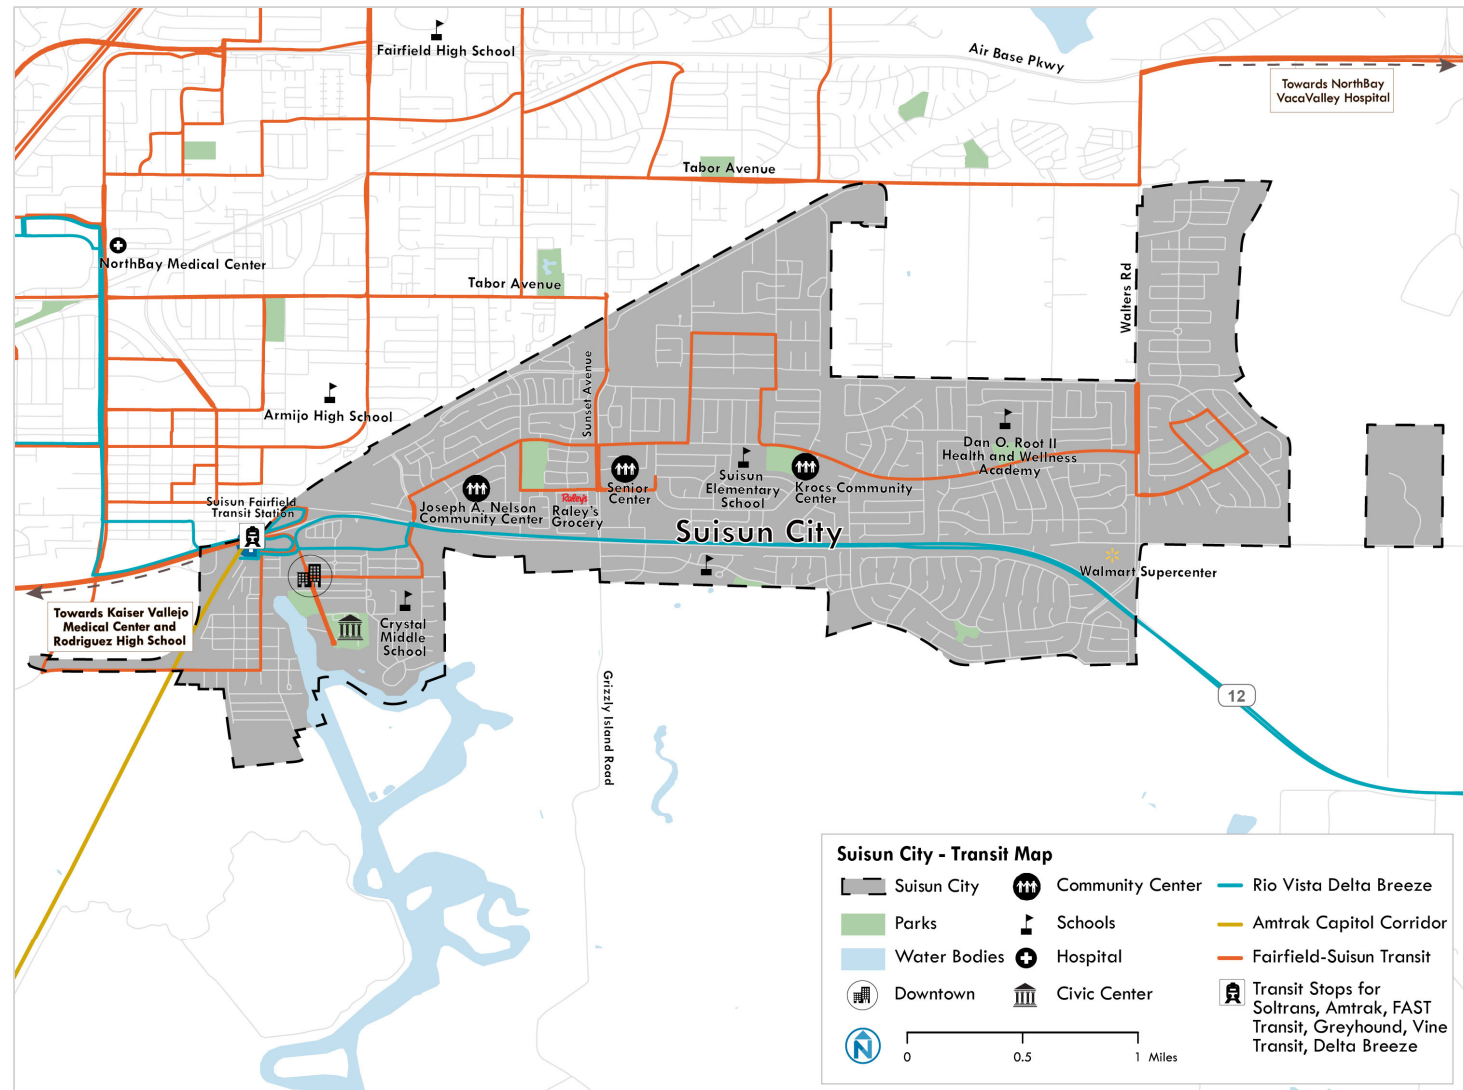 Fairfield High School
Air Base Pkwy
Towards NorthBay
VacaValley Hospital
Tabor Avenue
NorthBay Medical Center
Tabor Avenue
Walters Rd
Sunset Avenue
Armijo High School
Dan O. Root II
Health and Wellness
Academy
Suisun
Elementary
School
Krocs Community
Center
Senior
Center
Raley's
Raley's
Grocery
Joseph A. Nelson
Community Center
Suisun Fairfield
Transit Station
Suisun City
Walmart Supercenter
Towards Kaiser Vallejo
Medical Center and
Rodriguez High School
Crystal
Middle
School
Grizzly Island Road
12
Suisun City - Transit Map
Suisun City
Community Center
Rio Vista Delta Breeze
Parks
Schools
Amtrak Capitol Corridor
Water Bodies
Hospital
Fairfield-Suisun Transit
Downtown
Civic Center
Transit Stops for
Soltrans, Amtrak, FAST
Transit, Greyhound, Vine
Transit, Delta Breeze
N
0 0.5 1 Miles